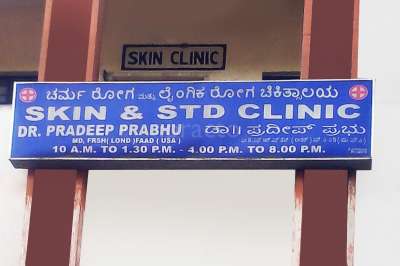 SKIN CLINIC
ಚರ್ಮ ರೋಗ ಮತ್ತು ಲೈಂಗಿಕ ರೋಗ ಚಿಕಿತ್ಸಾಲಯ
SKIN & STD CLINIC
DR. PRADEEP PRABHU ಡಾ|| ಪ್ರದೀಪ್ ಪ್ರಭು
MD, FRSH( LOND )FAAD ( USA )
10 A.M. TO 1.30 P.M. - 4.00 P.M. TO 8.00 P.M.